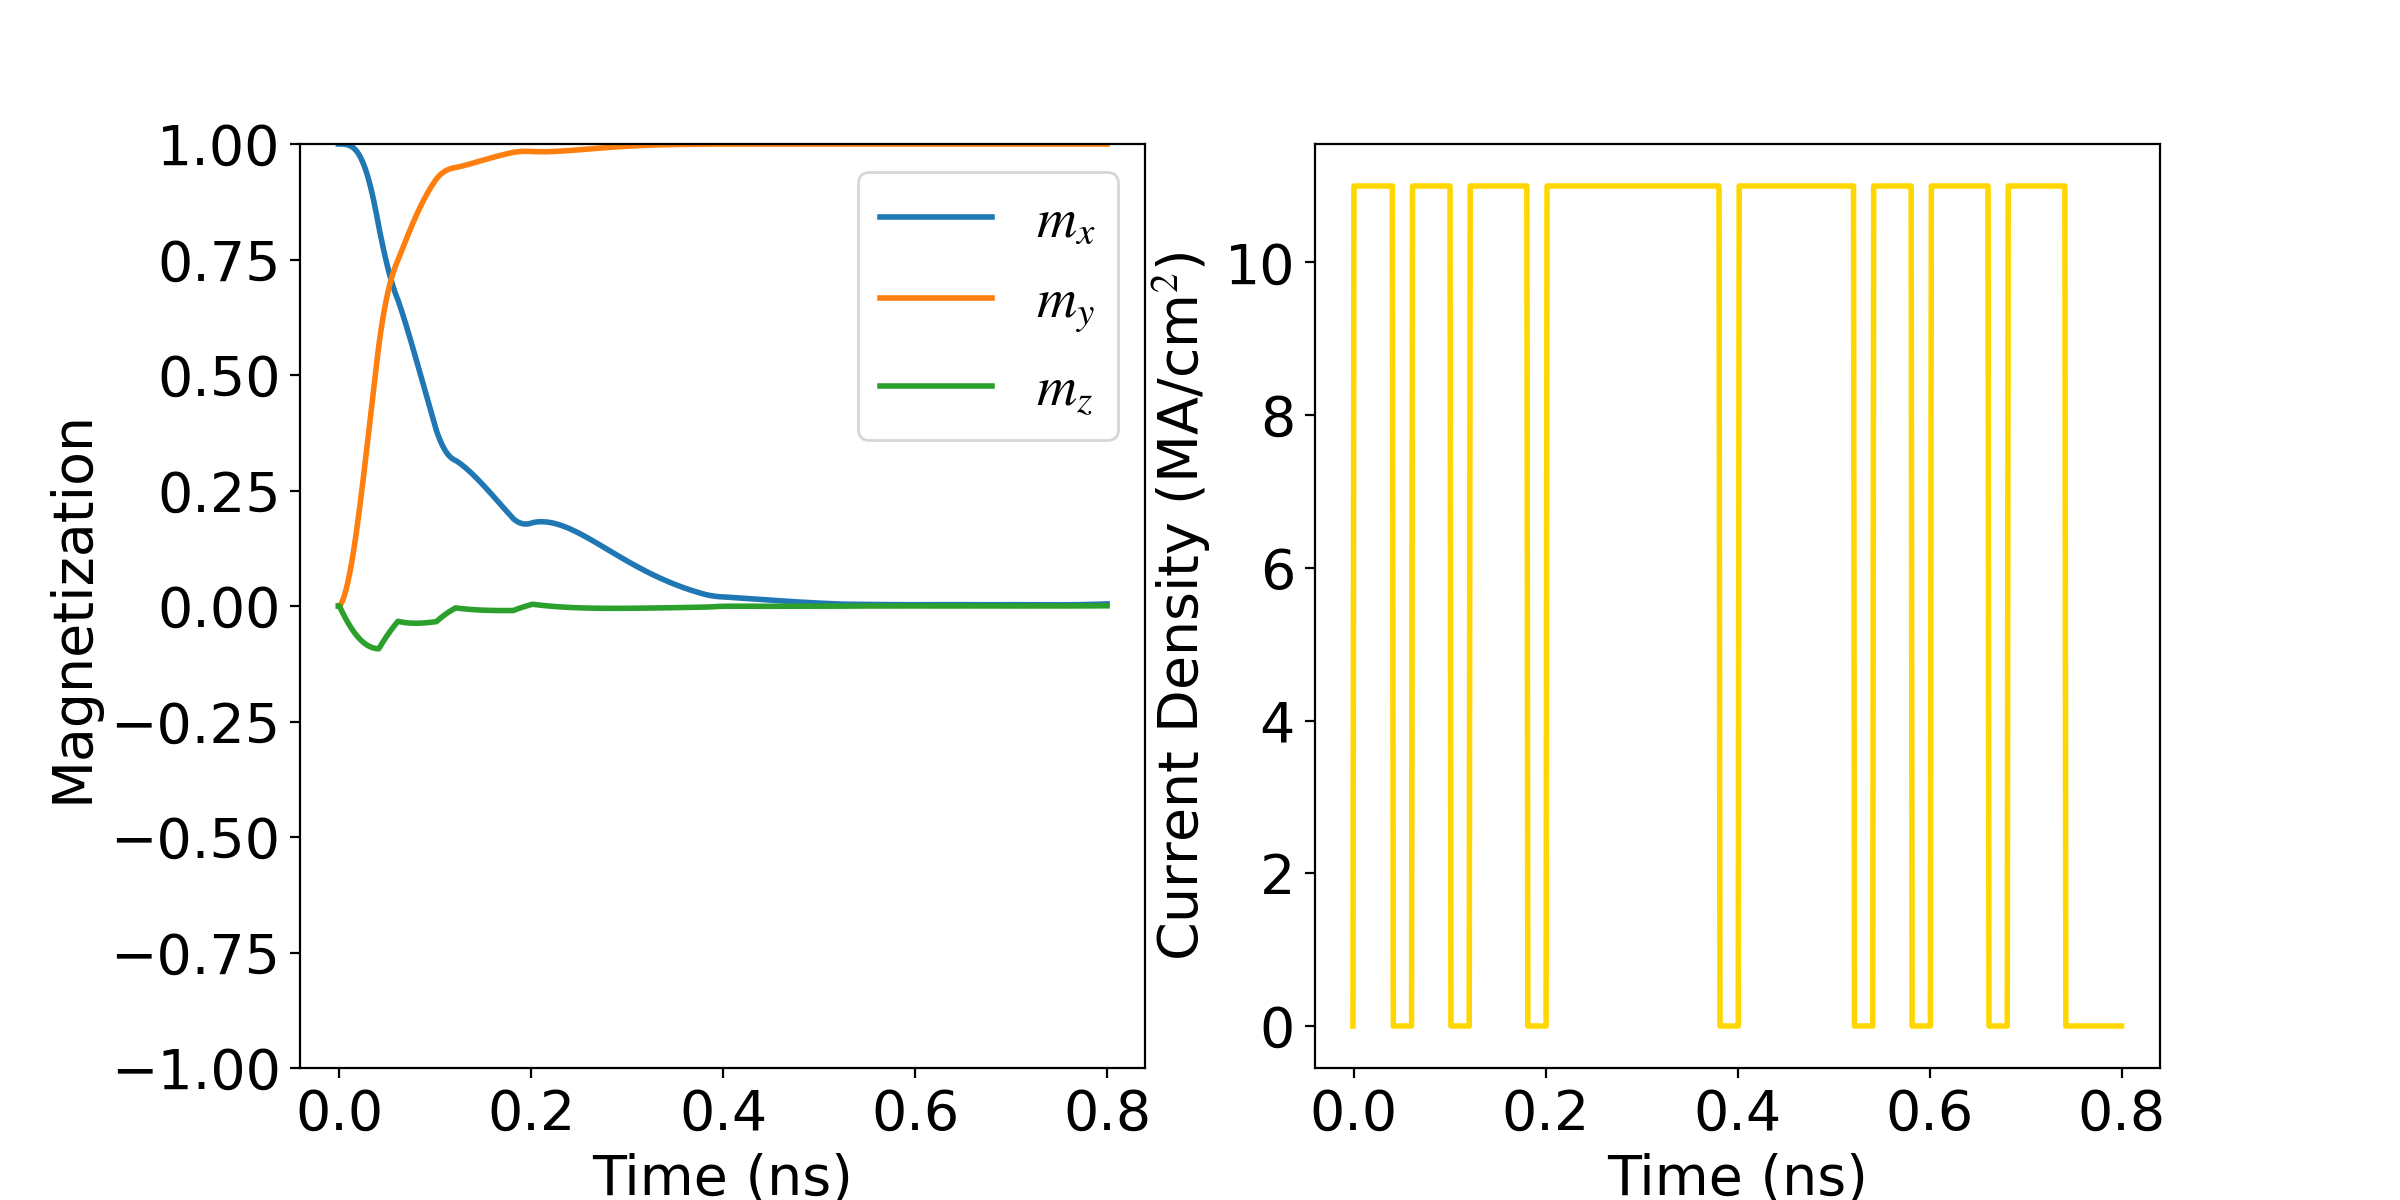 Magnetization
1.00
0.75
0.50
0.25
0.00
−0.25
−0.50
−0.75
−1.00
0.0 0.2 0.4 0.6 0.8
Time (ns)
m_x
m_y
m_z
Current Density (MA/cm²)
10
8
6
4
2
0
0.0 0.2 0.4 0.6 0.8
Time (ns)